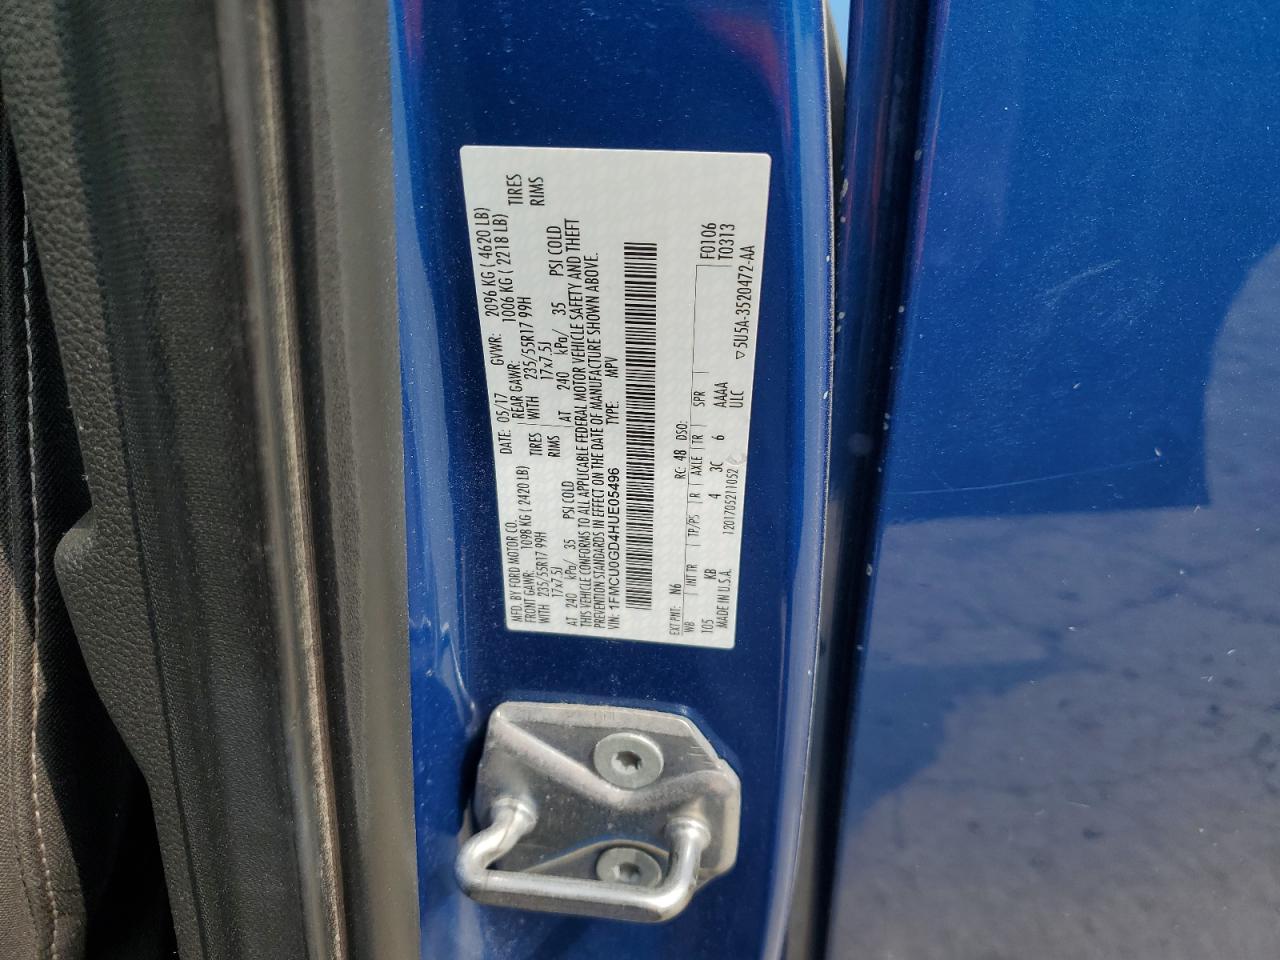 MFD. BY FORD MOTOR CO. DATE: 05/17 GVWR: 2096 KG ( 4620 LB)
FRONT GAWR: 1098 KG ( 2420 LB) REAR GAWR: 1006 KG ( 2218 LB)
WITH 235/55R17 99H TIRES WITH 235/55R17 99H TIRES
17x7.5J RIMS 17x7.5J RIMS
AT 240 kPa/ 35 PSI COLD AT 240 kPa/ 35 PSI COLD
THIS VEHICLE CONFORMS TO ALL APPLICABLE FEDERAL MOTOR VEHICLE SAFETY AND THEFT
PREVENTION STANDARDS IN EFFECT ON THE DATE OF MANUFACTURE SHOWN ABOVE.
VIN: 1FMCU0GD4HUE05496 TYPE: MPV
EXT PNT: N6 RC: 48 DSO: F0106
WB INT TR TP/PS R AXLE TR SPR T0313
105 KB 4 3C 6 AAAA
MADE IN U.S.A. 1201705211052 ULC
▽5U5A-3520472-AA